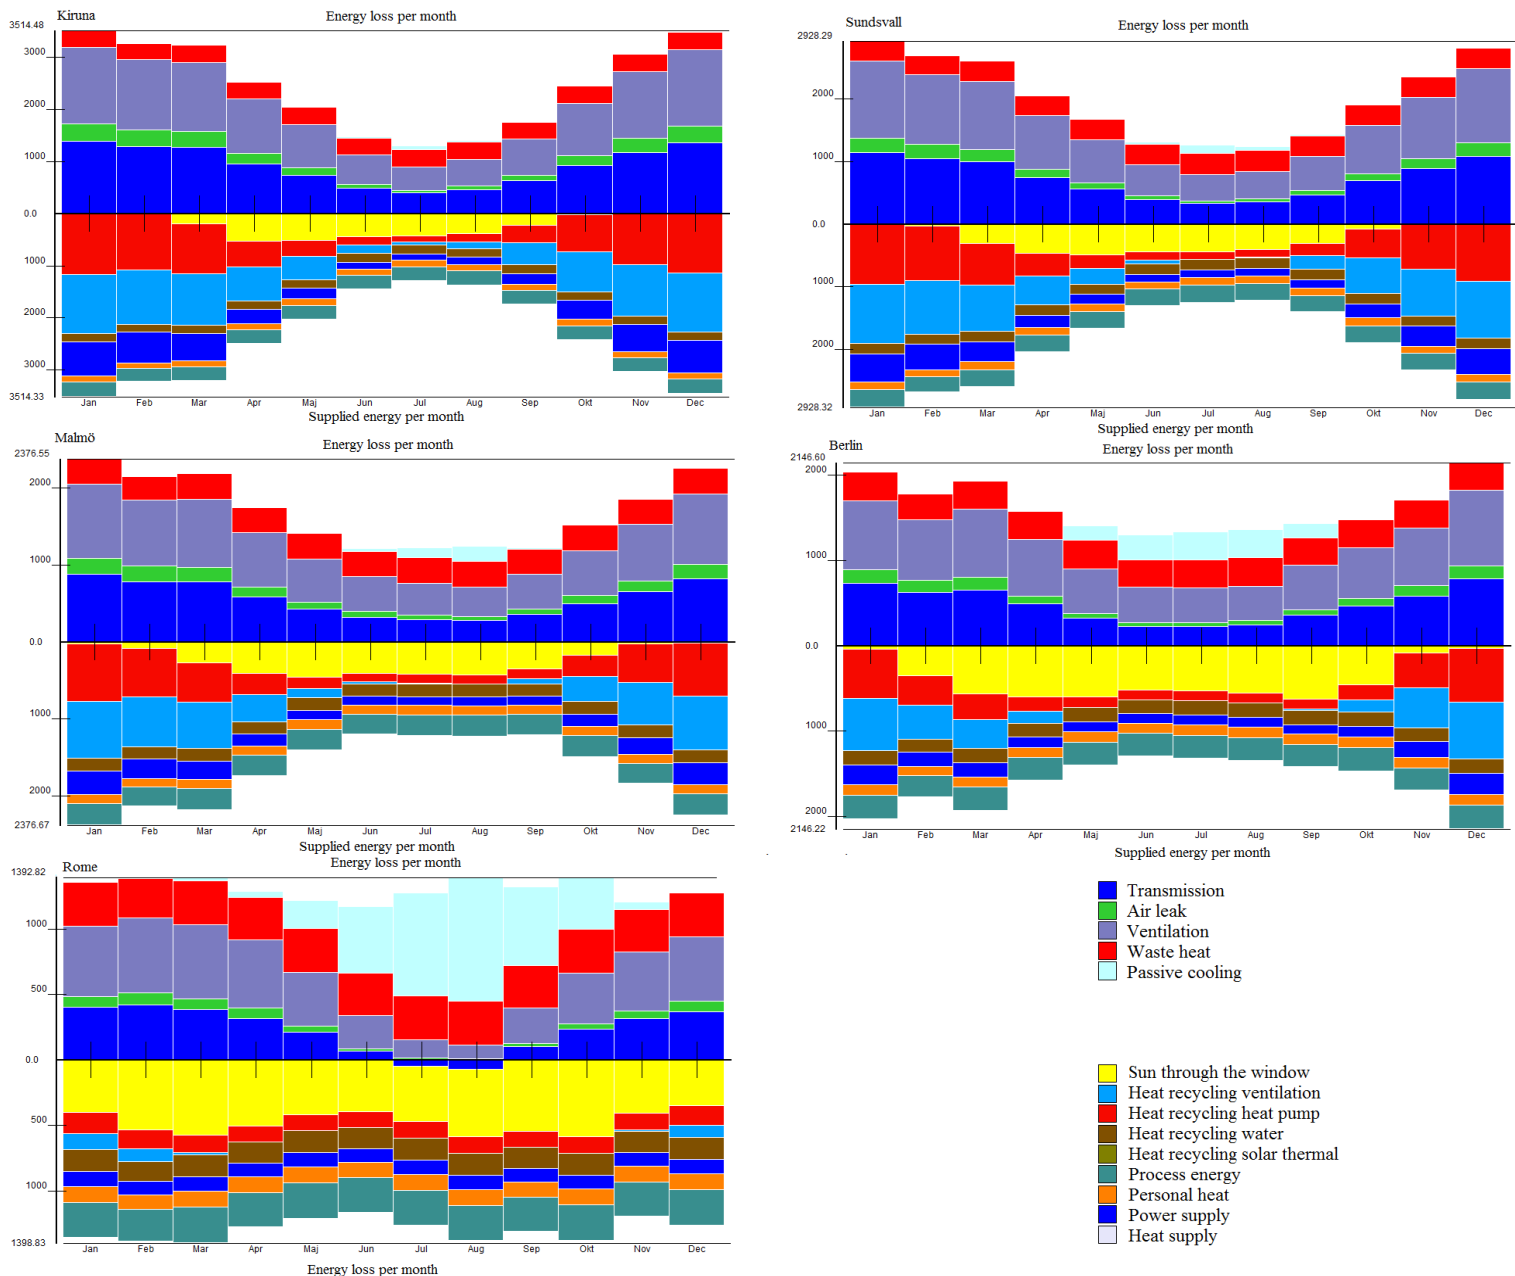 Kiruna
Energy loss per month
3514.48
3000
2000
1000
0.0
1000
2000
3000
3514.33
Jan Feb Mar Apr Maj Jun Jul Aug Sep Okt Nov Dec
Supplied energy per month
Sundsvall
Energy loss per month
2928.29
2000
1000
0.0
1000
2000
2928.32
Jan Feb Mar Apr Maj Jun Jul Aug Sep Okt Nov Dec
Supplied energy per month
Malmö
Energy loss per month
2376.55
2000
1000
0.0
1000
2000
2376.67
Jan Feb Mar Apr Maj Jun Jul Aug Sep Okt Nov Dec
Supplied energy per month
Berlin
Energy loss per month
2146.60
2000
1000
0.0
1000
2000
2146.22
Jan Feb Mar Apr Maj Jun Jul Aug Sep Okt Nov Dec
Supplied energy per month
Rome
Energy loss per month
1392.82
1000
500
0.0
500
1000
1398.83
Jan Feb Mar Apr Maj Jun Jul Aug Sep Okt Nov Dec
Energy loss per month
Transmission
Air leak
Ventilation
Waste heat
Passive cooling
Sun through the window
Heat recycling ventilation
Heat recycling heat pump
Heat recycling water
Heat recycling solar thermal
Process energy
Personal heat
Power supply
Heat supply